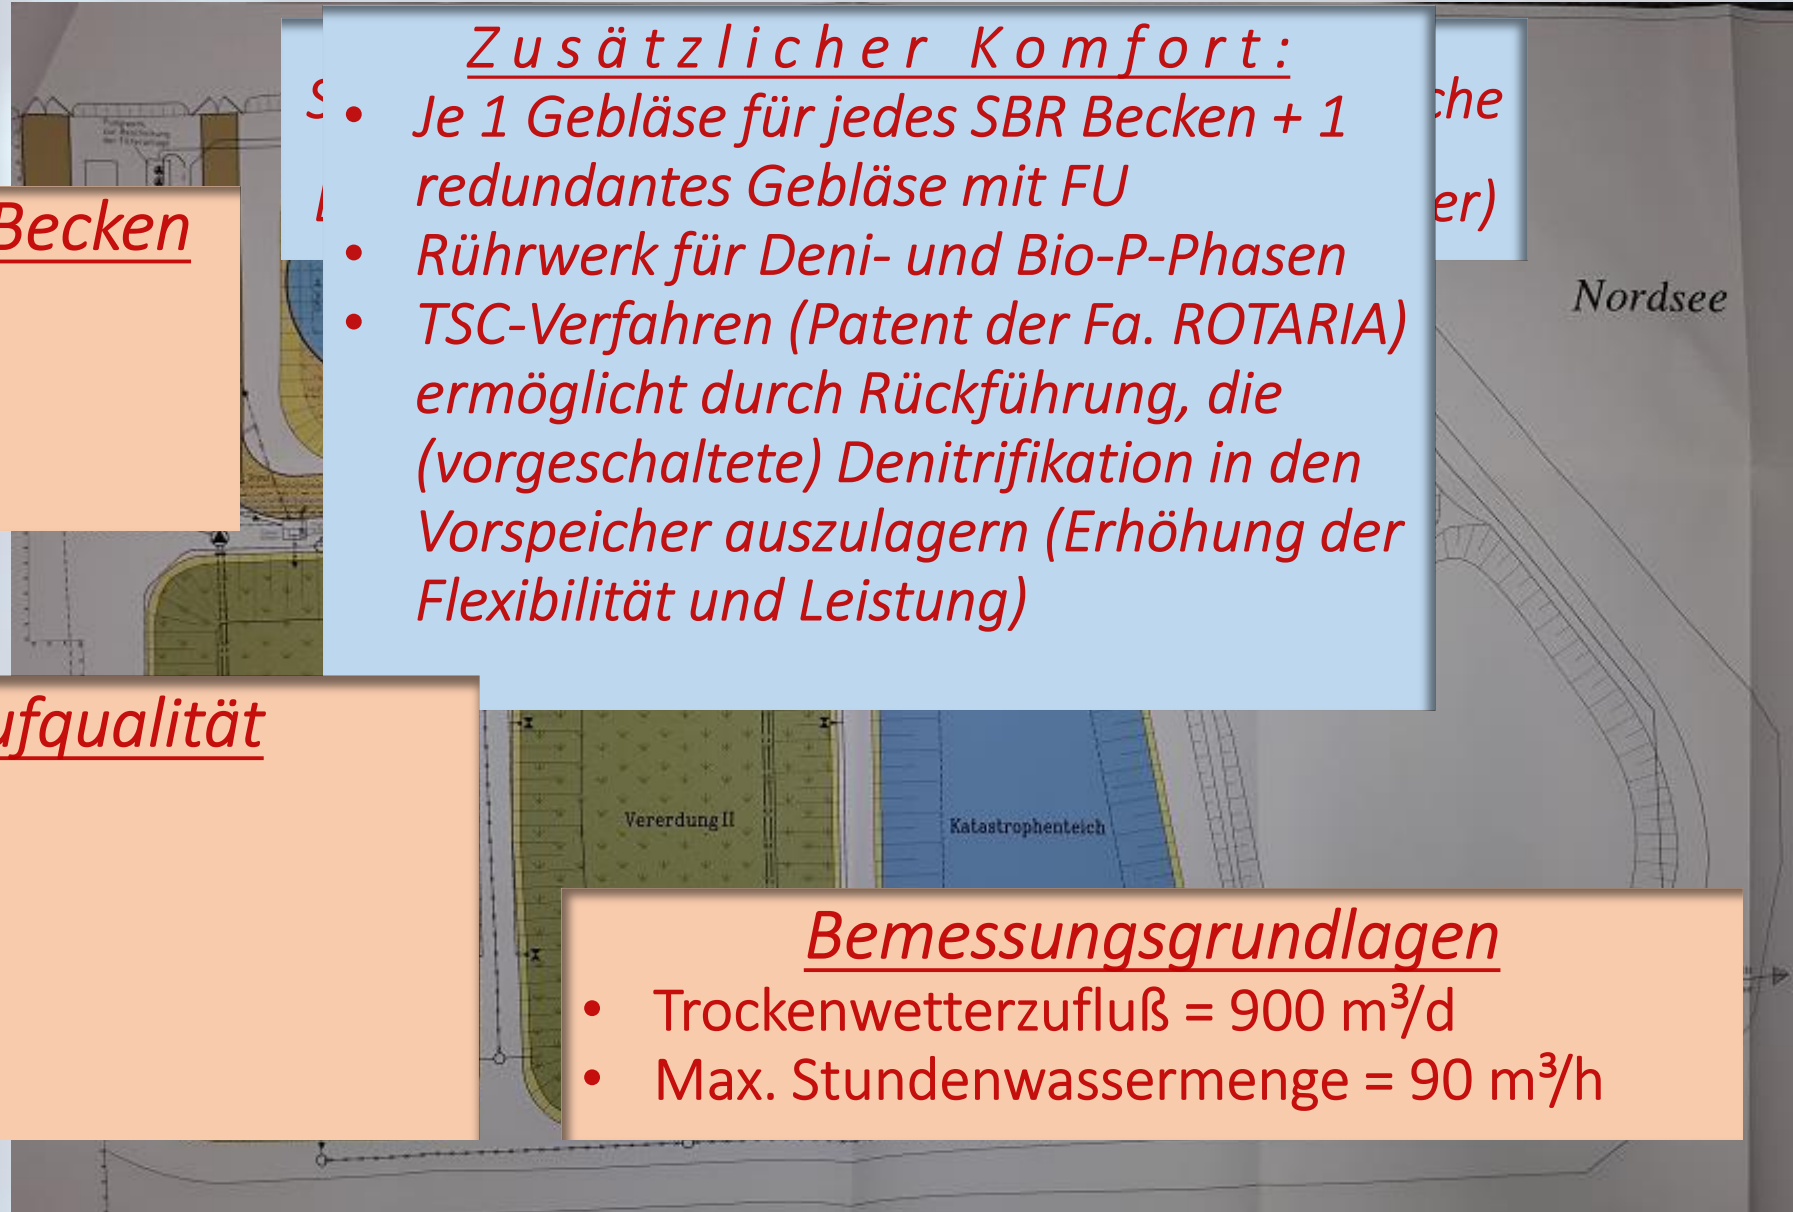 Zusätzlicher Komfort:
• Je 1 Gebläse für jedes SBR Becken + 1
redundantes Gebläse mit FU
• Rührwerk für Deni- und Bio-P-Phasen
• TSC-Verfahren (Patent der Fa. ROTARIA)
ermöglicht durch Rückführung, die
(vorgeschaltete) Denitrifikation in den
Vorspeicher auszulagern (Erhöhung der
Flexibilität und Leistung)
che
er)
Becken
Nordsee
ufqualität
Vererdung II
Katastrophenteich
Bemessungsgrundlagen
• Trockenwetterzufluß = 900 m³/d
• Max. Stundenwassermenge = 90 m³/h